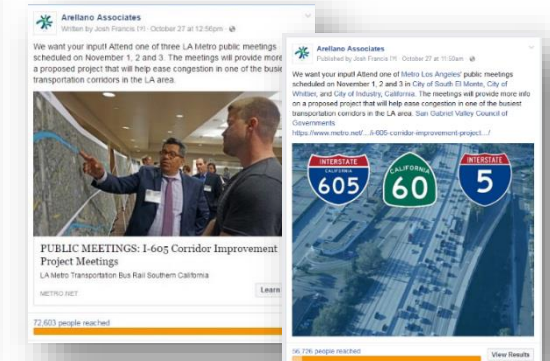 Arellano Associates
Written by Josh Francis [?] · October 27 at 12:56pm ·
We want your input! Attend one of three LA Metro public meetings
scheduled on November 1, 2 and 3. The meetings will provide more
a proposed project that will help ease congestion in one of the busie
transportation corridors in the LA area.
PUBLIC MEETINGS: I-605 Corridor Improvement
Project Meetings
LA Metro Transportation Bus Rail Southern California
METRO.NET
Learn
72,603 people reached
Arellano Associates
Published by Josh Francis [?] · October 27 at 11:50am ·
We want your input! Attend one of Metro Los Angeles' public meetings
scheduled on November 1, 2 and 3 in City of South El Monte, City of
Whittier, and City of Industry, California. The meetings will provide more info
on a proposed project that will help ease congestion in one of the busiest
transportation corridors in the LA area. San Gabriel Valley Council of
Governments
https://www.metro.net/…/i-605-corridor-improvement-project…/
INTERSTATE
CALIFORNIA
605
CALIFORNIA
60
INTERSTATE
5
56,726 people reached
View Results